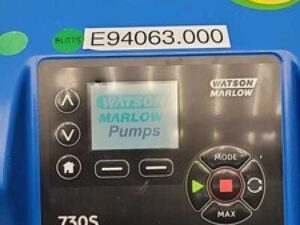 E94063.000
WATSON
MARLOW
Pumps
WATSON
MARLOW
MODE
MAX
730S